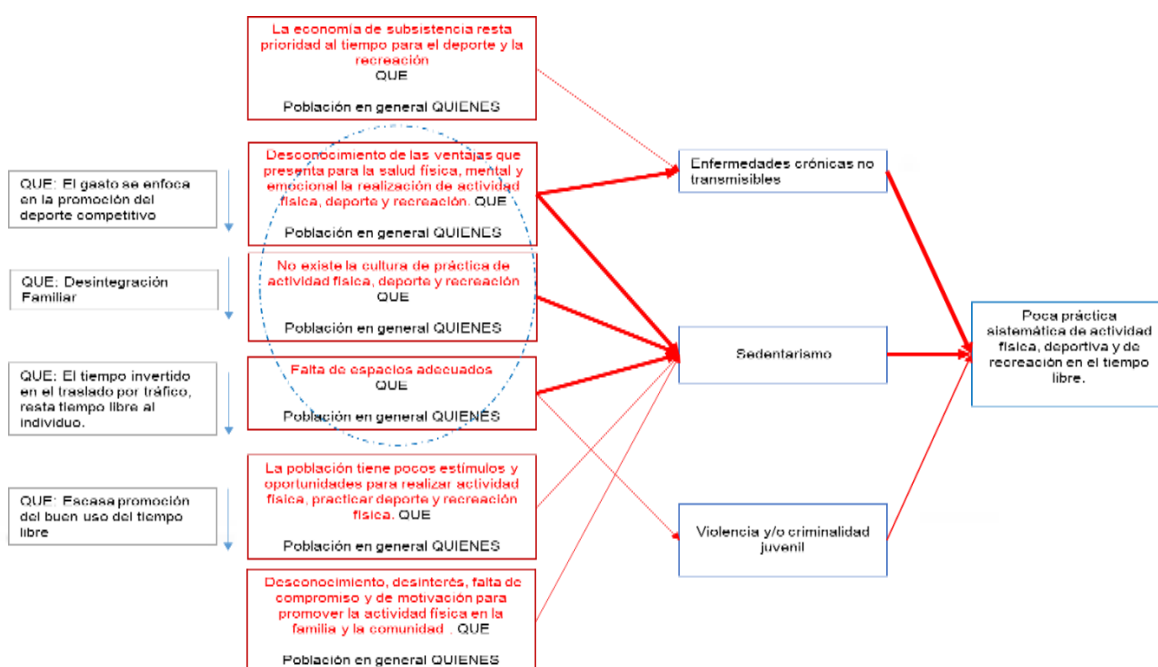 La economía de subsistencia resta
prioridad al tiempo para el deporte y la
recreación
QUE
Población en general QUIENES
Desconocimiento de las ventajas que
presenta para la salud física, mental y
emocional la realización de actividad
física, deporte y recreación. QUE
Población en general QUIENES
No existe la cultura de práctica de
actividad física, deporte y recreación
QUE
Población en general QUIENES
Falta de espacios adecuados
QUE
Población en general QUIENES
La población tiene pocos estímulos y
oportunidades para realizar actividad
física, practicar deporte y recreación
física. QUE
Población en general QUIENES
Desconocimiento, desinterés, falta de
compromiso y de motivación para
promover la actividad física en la
familia y la comunidad . QUE
Población en general QUIENES
QUE: El gasto se enfoca
en la promoción del
deporte competitivo
QUE: Desintegración
Familiar
QUE: El tiempo invertido
en el traslado por tráfico,
resta tiempo libre al
individuo.
QUE: Escasa promoción
del buen uso del tiempo
libre
Enfermedades crónicas no
transmisibles
Sedentarismo
Violencia y/o criminalidad
juvenil
Poca práctica
sistemática de actividad
física, deportiva y de
recreación en el tiempo
libre.